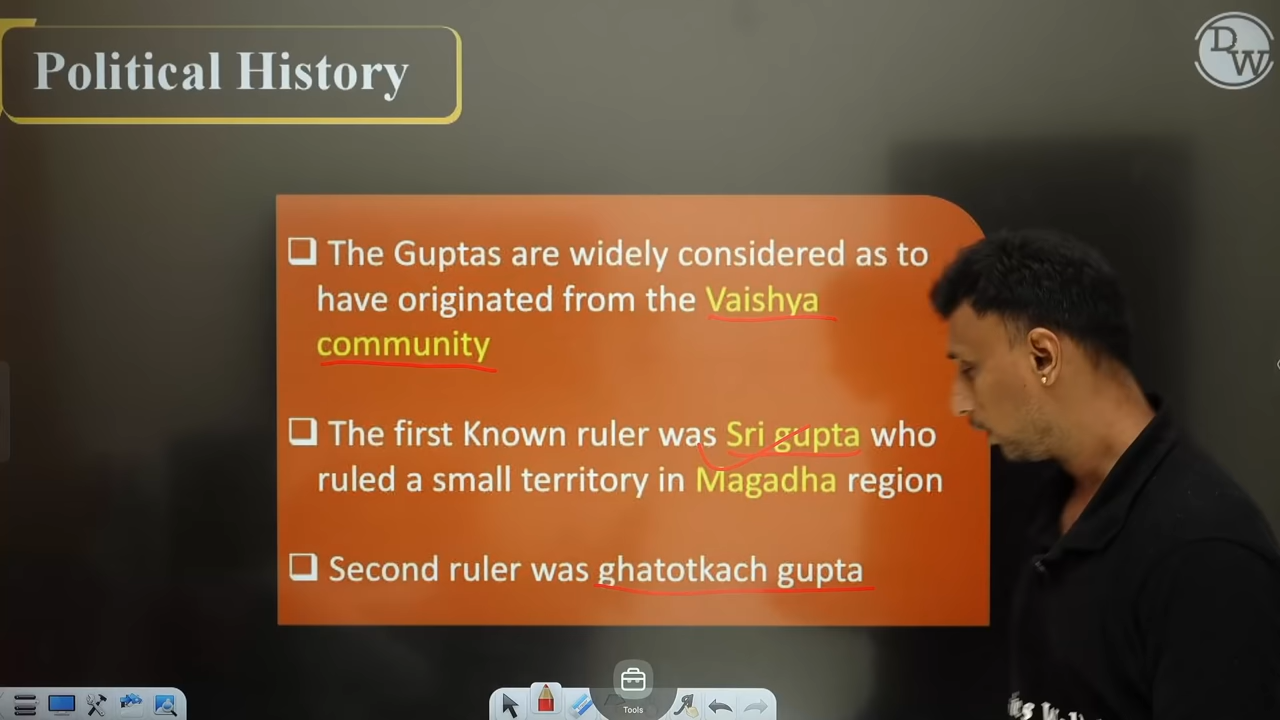 Political History
DW
❑ The Guptas are widely considered as to
have originated from the Vaishya
community
❑ The first Known ruler was Sri gupta who
ruled a small territory in Magadha region
❑ Second ruler was ghatotkach gupta
Tools